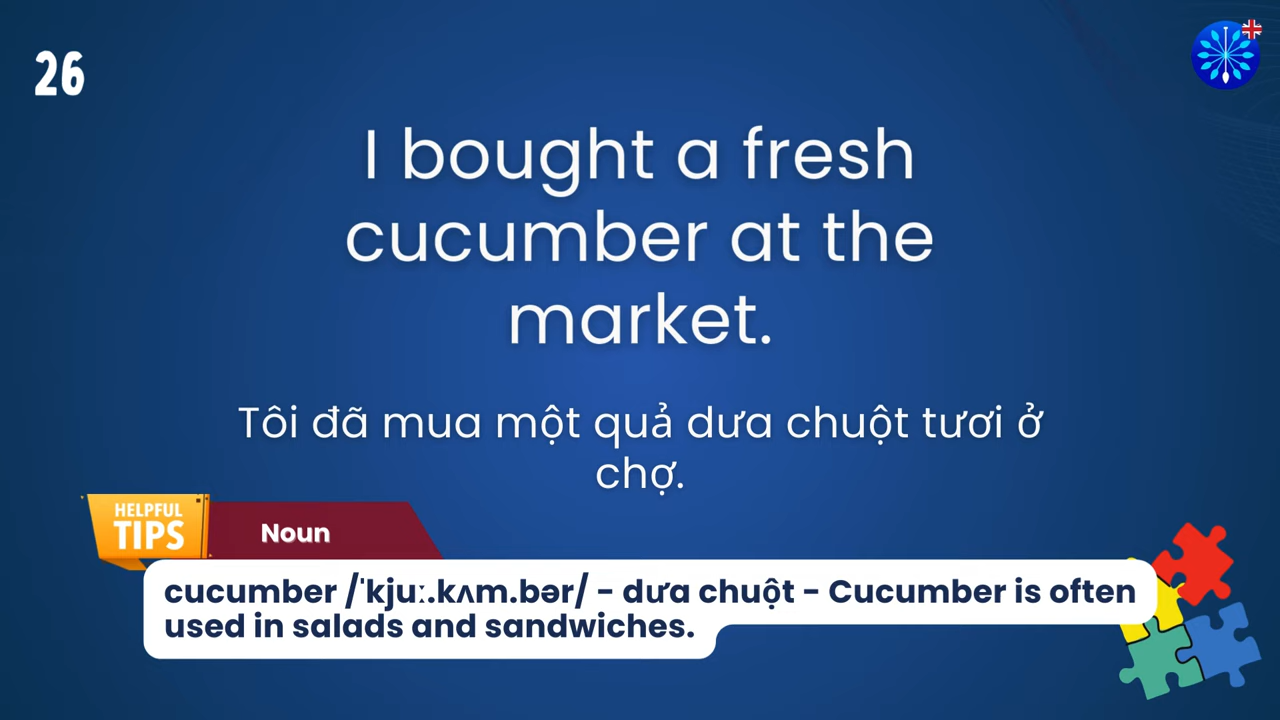 26
I bought a fresh
cucumber at the
market.
Tôi đã mua một quả dưa chuột tươi ở
chợ.
HELPFUL
TIPS
Noun
cucumber /ˈkjuː.kʌm.bər/ - dưa chuột - Cucumber is often
used in salads and sandwiches.